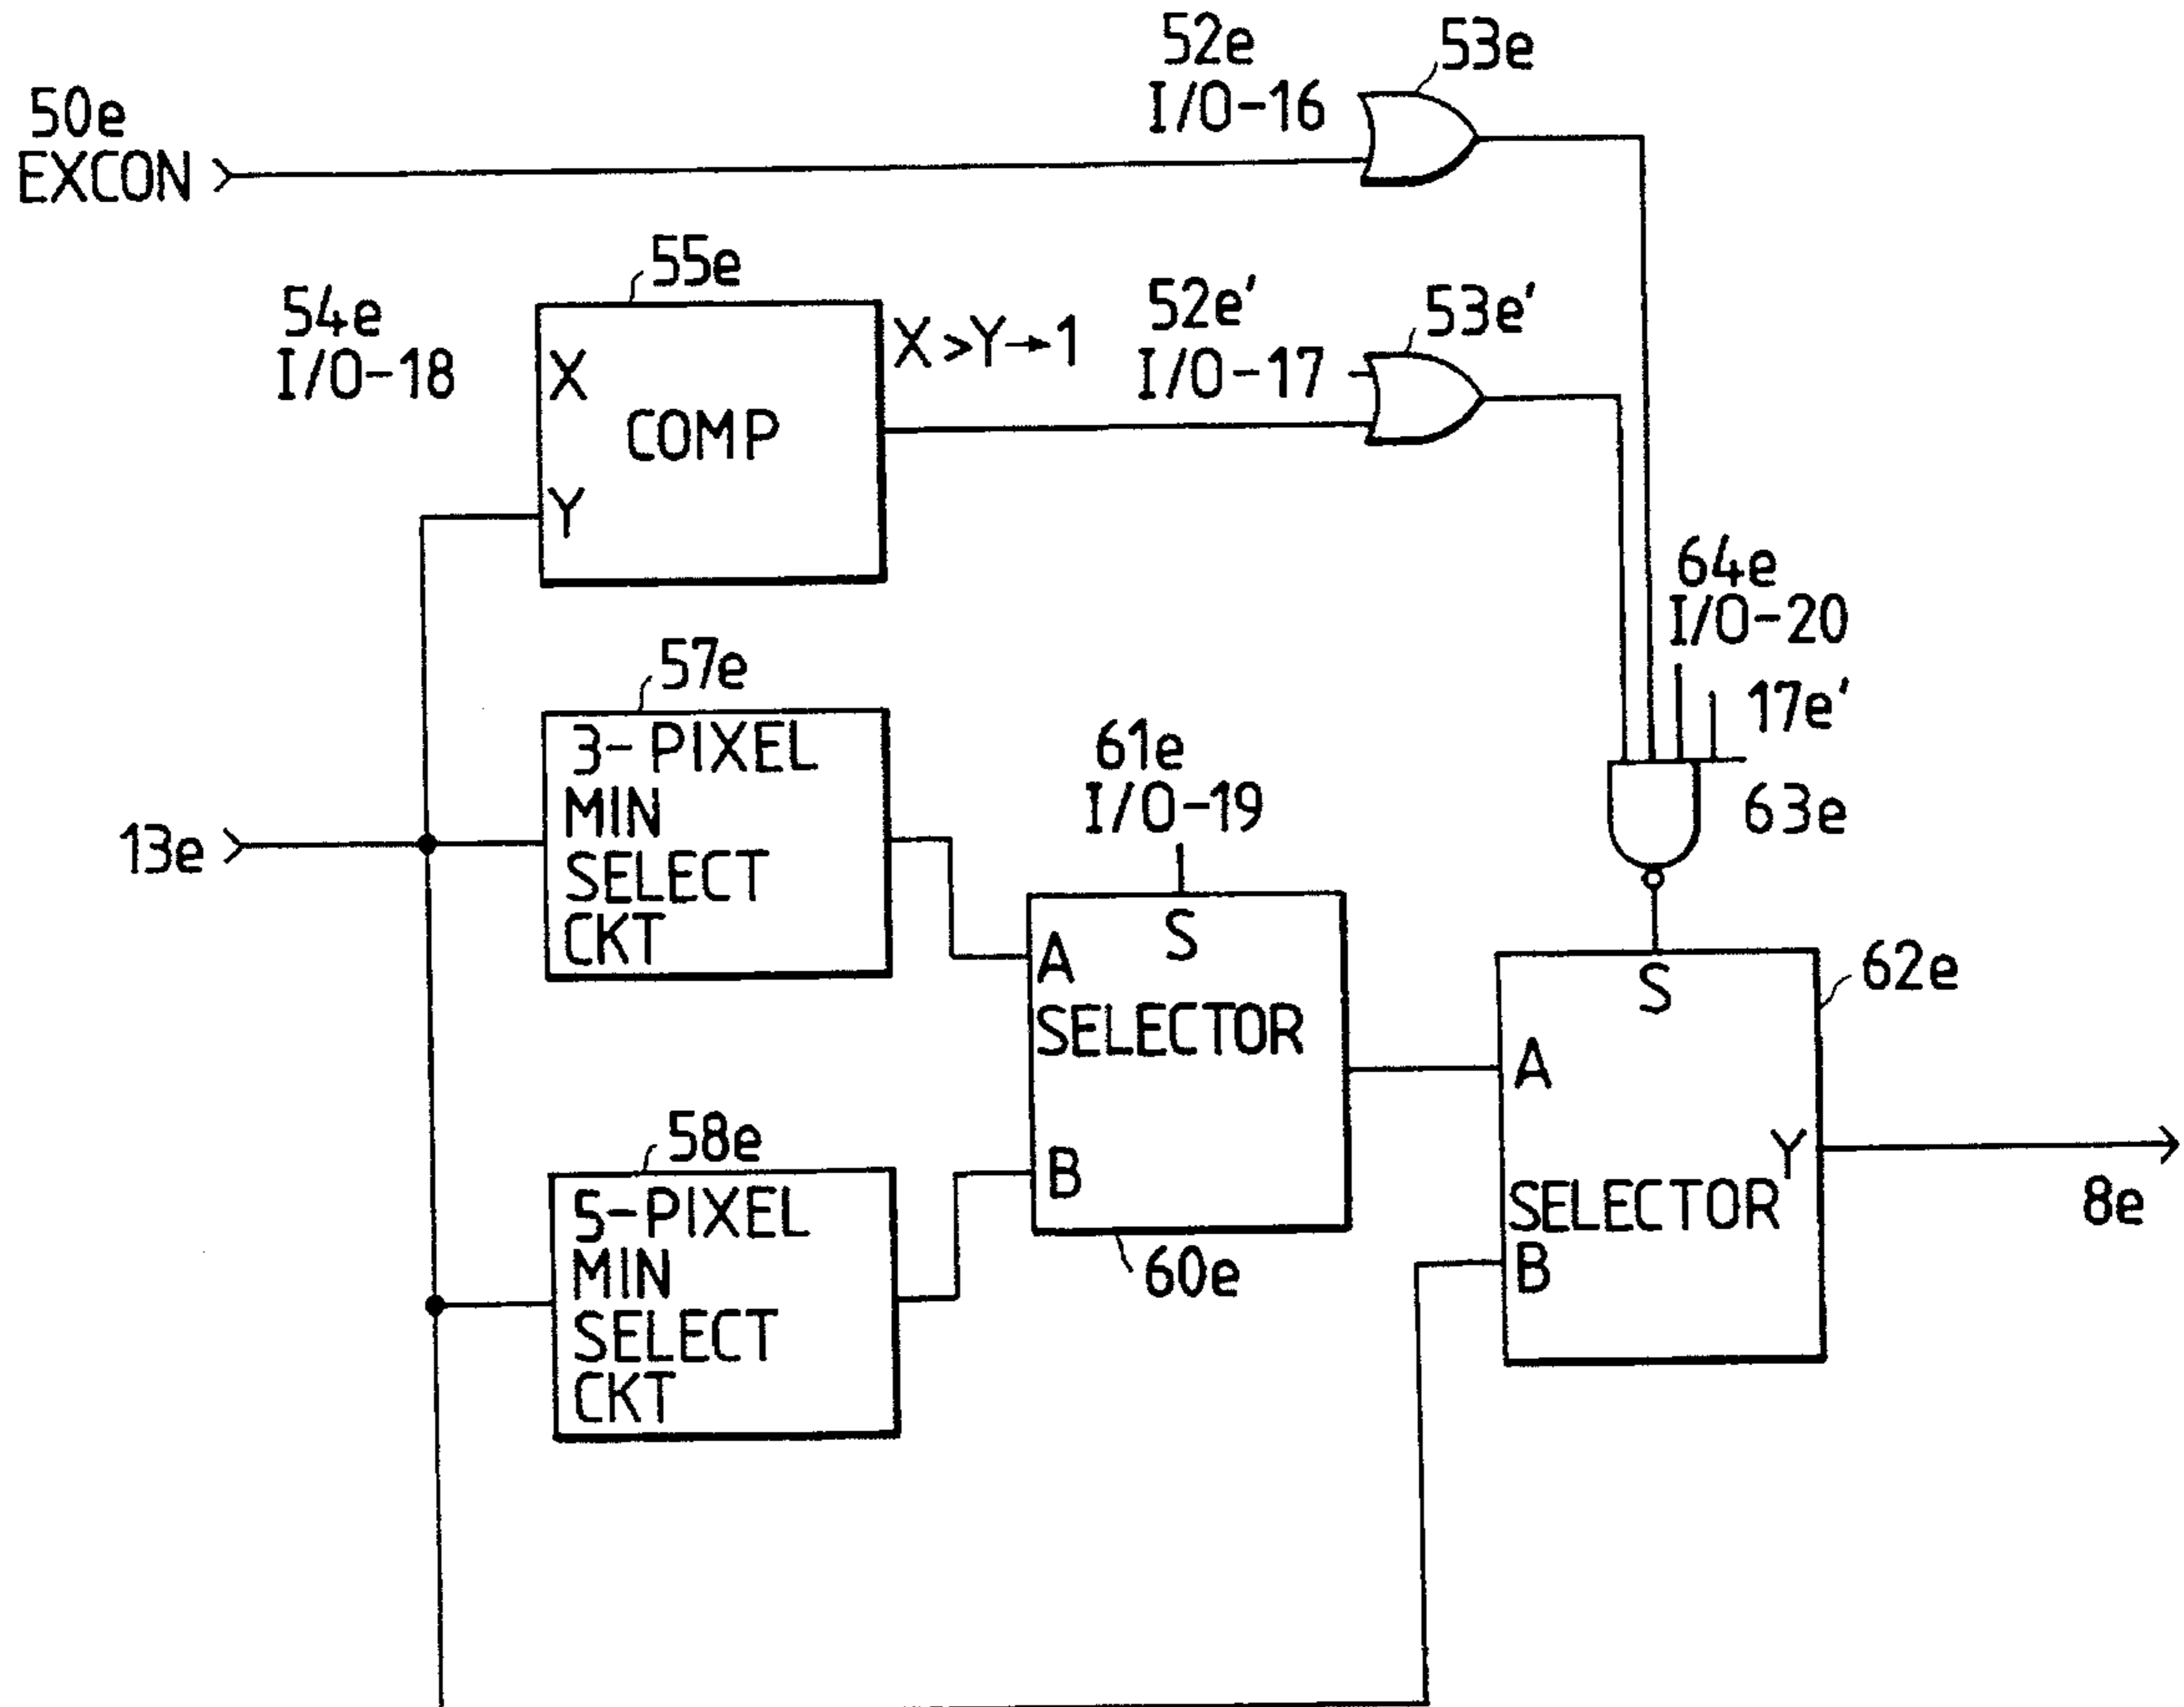 52e
I/O-16
53e
50e
EXCON
55e
54e
I/O-18
X
COMP
Y
X>Y→1
52e'
I/O-17
53e'
64e
I/O-20
17e'
63e
57e
3-PIXEL
MIN
SELECT
CKT
13e
61e
I/O-19
S
A
SELECTOR
B
60e
58e
5-PIXEL
MIN
SELECT
CKT
S
62e
A
Y
SELECTOR
B
8e